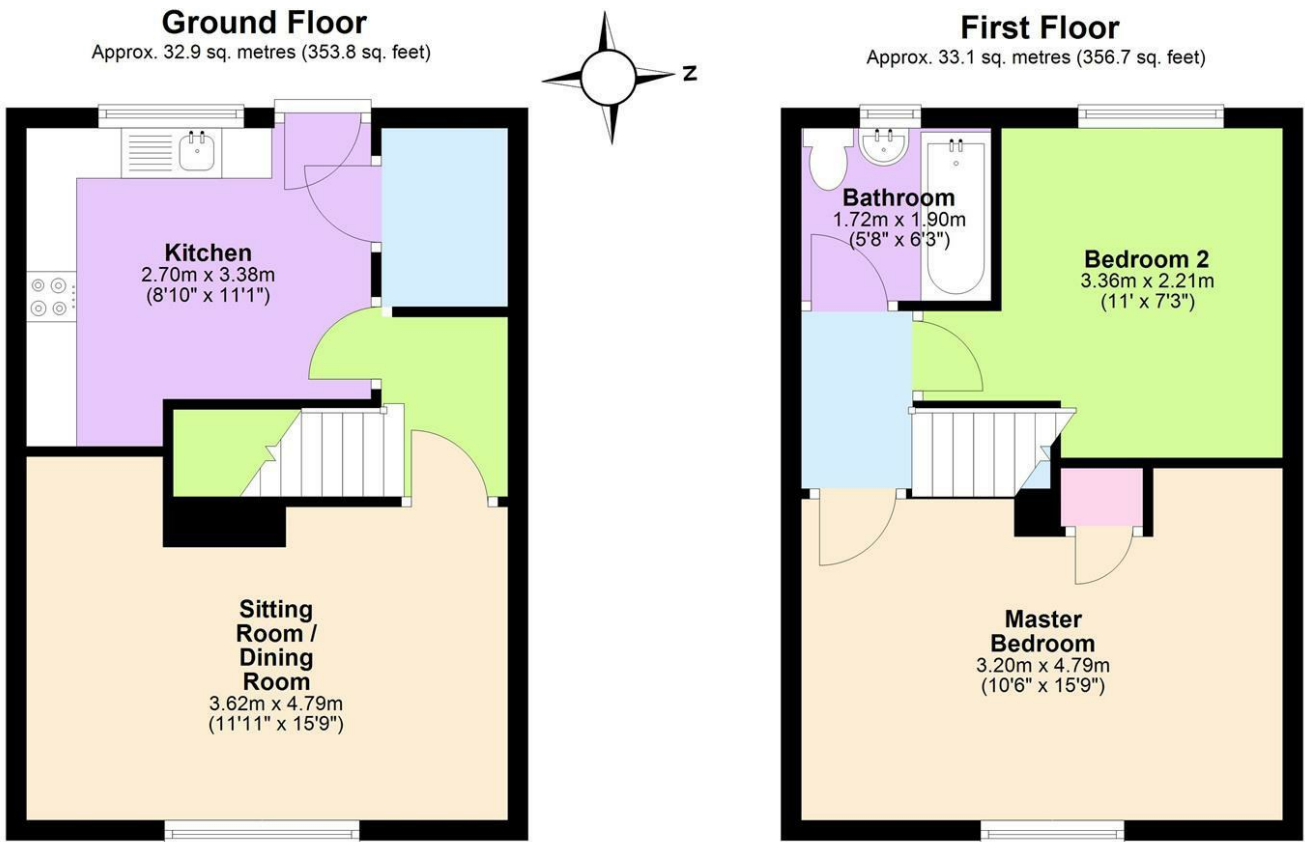 Ground Floor
Approx. 32.9 sq. metres (353.8 sq. feet)
N
First Floor
Approx. 33.1 sq. metres (356.7 sq. feet)
Kitchen
2.70m x 3.38m
(8'10" x 11'1")
Sitting
Room /
Dining
Room
3.62m x 4.79m
(11'11" x 15'9")
Bathroom
1.72m x 1.90m
(5'8" x 6'3")
Bedroom 2
3.36m x 2.21m
(11' x 7'3")
Master
Bedroom
3.20m x 4.79m
(10'6" x 15'9")